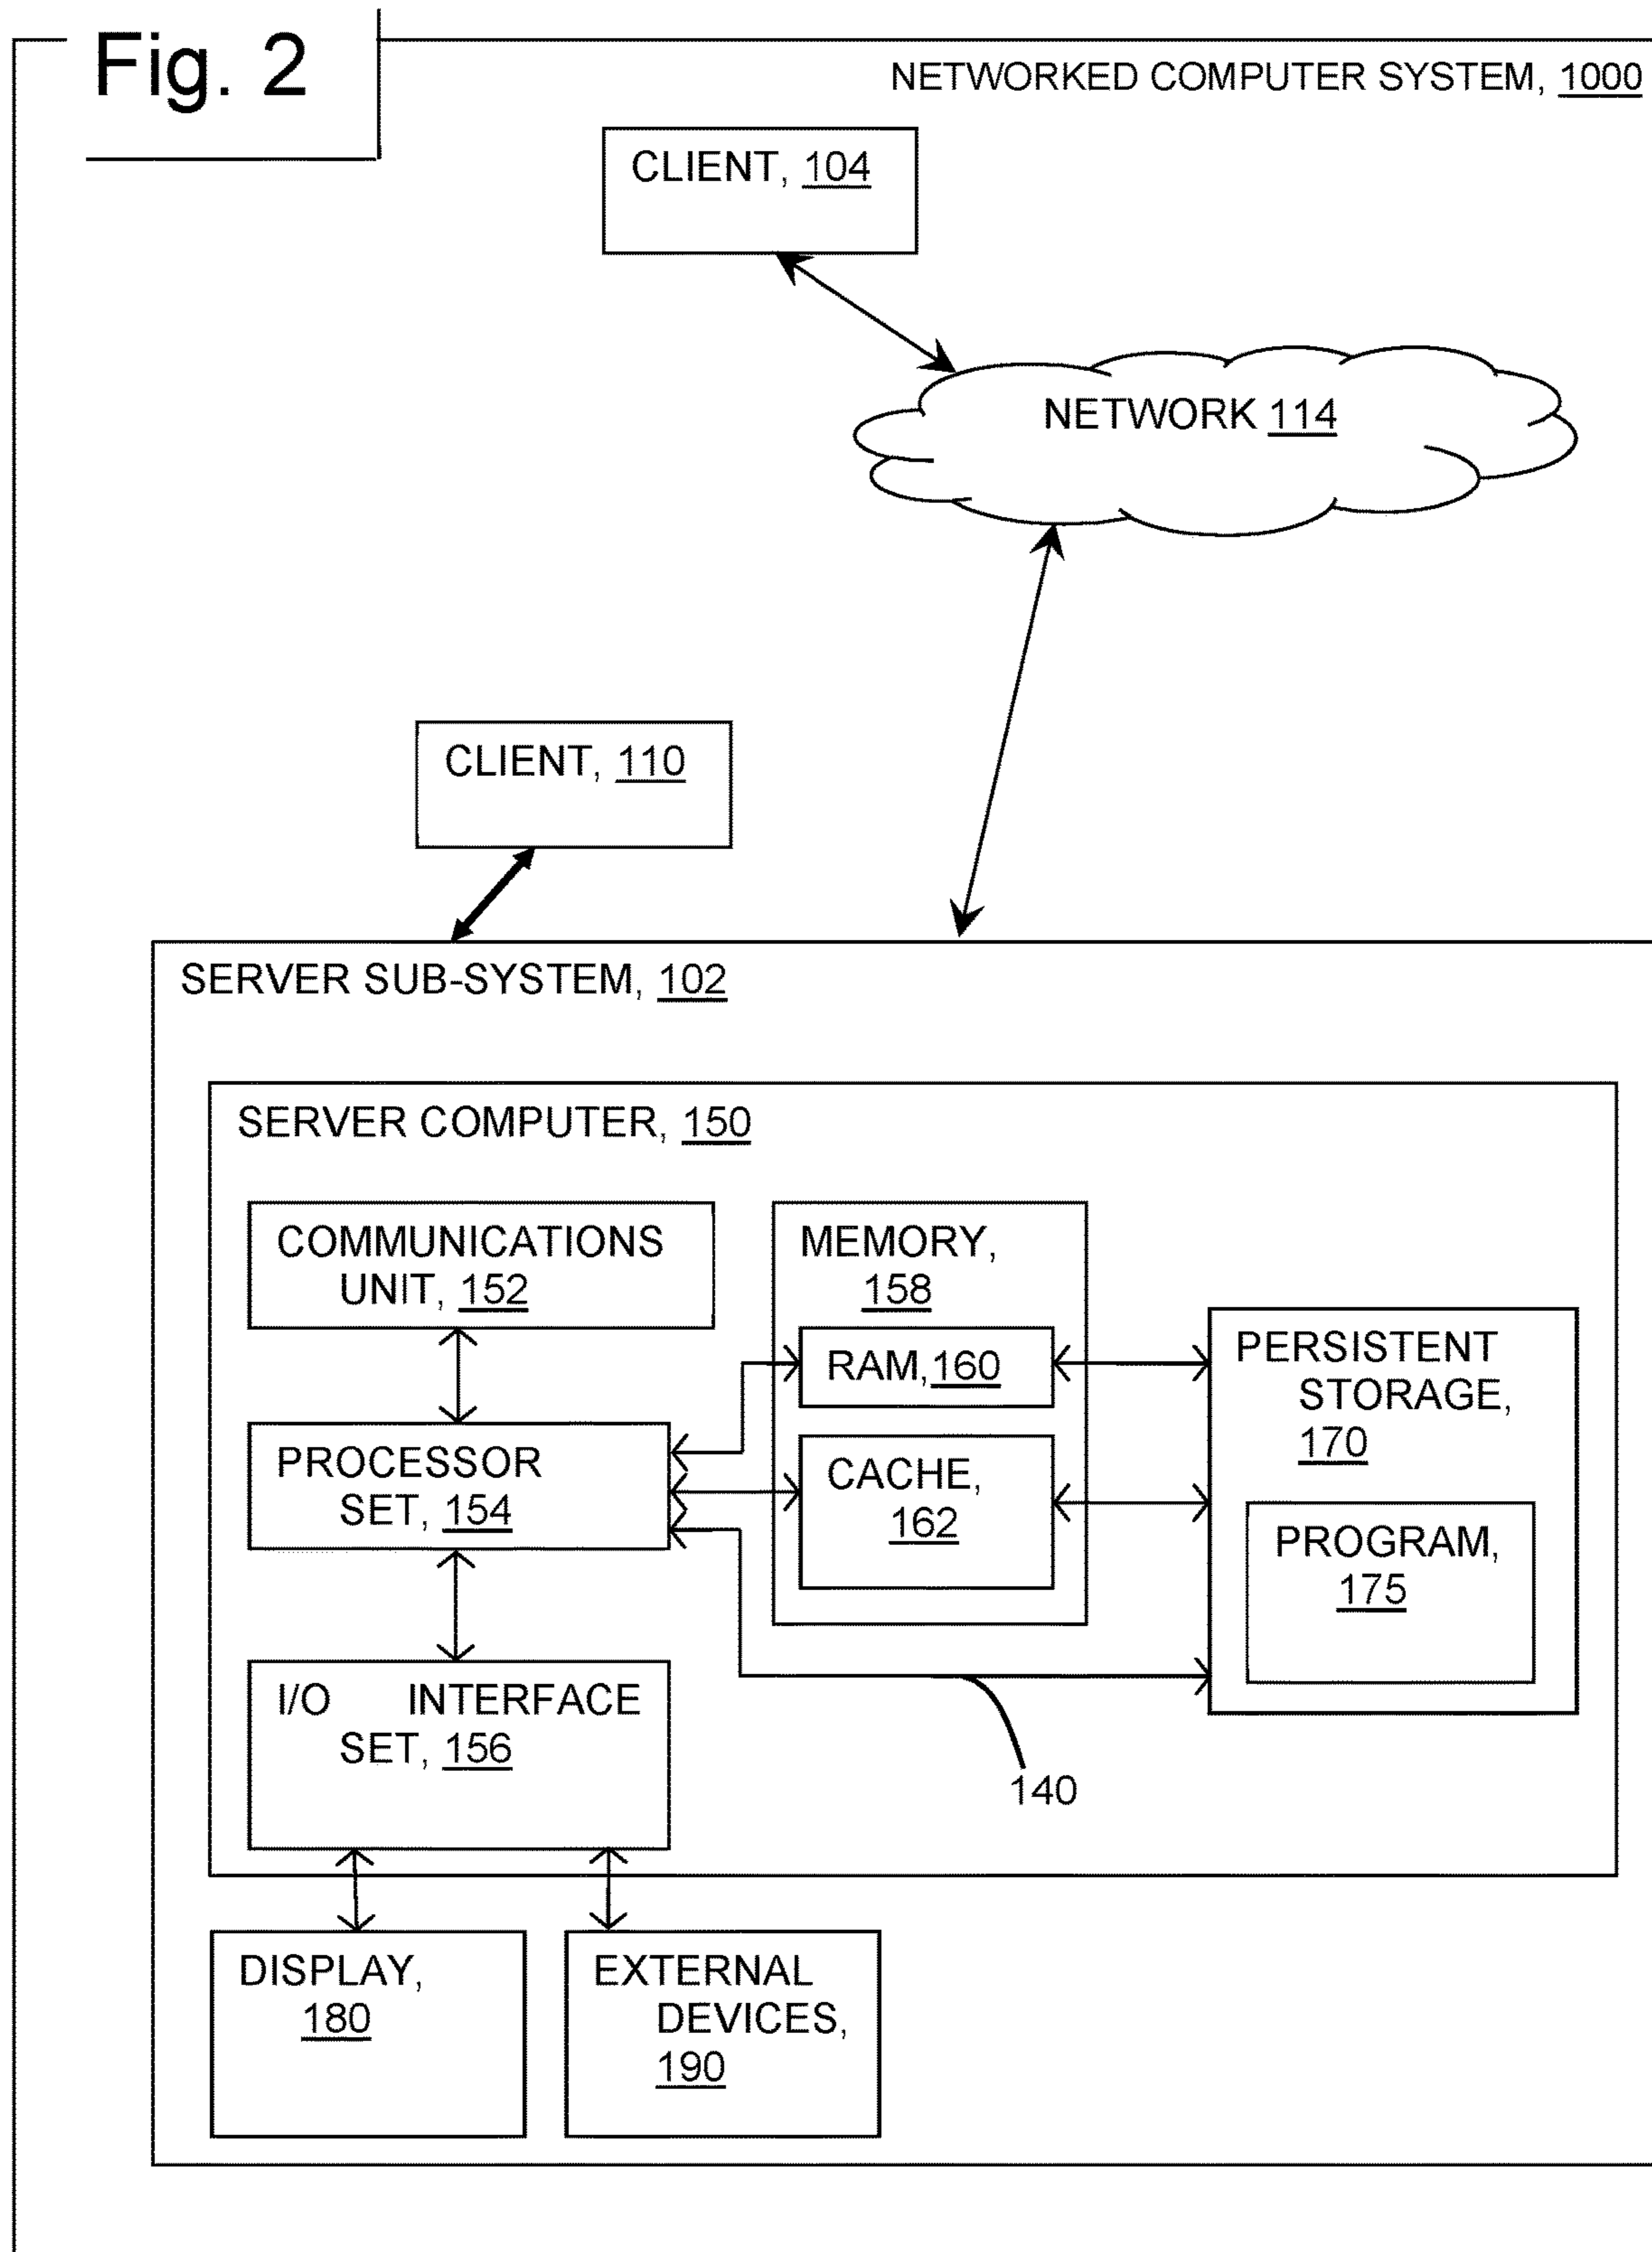 Fig. 2
NETWORKED COMPUTER SYSTEM, 1000
CLIENT, 104
NETWORK 114
CLIENT, 110
SERVER SUB-SYSTEM, 102
SERVER COMPUTER, 150
COMMUNICATIONS
UNIT, 152
MEMORY,
158
RAM, 160
PERSISTENT
STORAGE,
170
PROCESSOR
SET, 154
CACHE,
162
PROGRAM,
175
I/O INTERFACE
SET, 156
140
DISPLAY,
180
EXTERNAL
DEVICES,
190